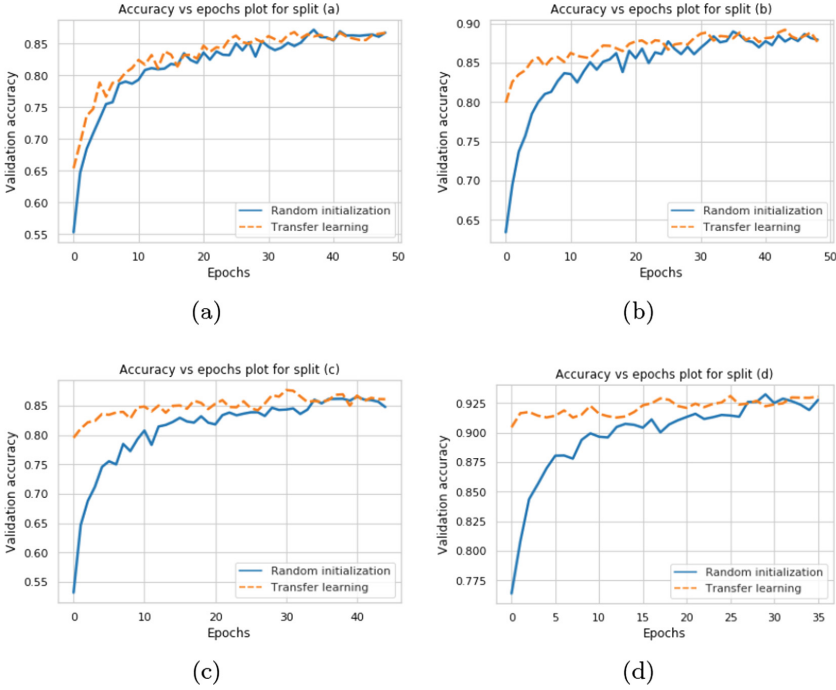 Accuracy vs epochs plot for split (a)
Validation accuracy
0.85
0.80
0.75
0.70
0.65
0.60
0.55
Random initialization
Transfer learning
0 10 20 30 40 50
Epochs
(a)
Accuracy vs epochs plot for split (b)
Validation accuracy
0.90
0.85
0.80
0.75
0.70
0.65
Random initialization
Transfer learning
0 10 20 30 40 50
Epochs
(b)
Accuracy vs epochs plot for split (c)
Validation accuracy
0.85
0.80
0.75
0.70
0.65
0.60
0.55
Random initialization
Transfer learning
0 10 20 30 40
Epochs
(c)
Accuracy vs epochs plot for split (d)
Validation accuracy
0.925
0.900
0.875
0.850
0.825
0.800
0.775
Random initialization
Transfer learning
0 5 10 15 20 25 30 35
Epochs
(d)